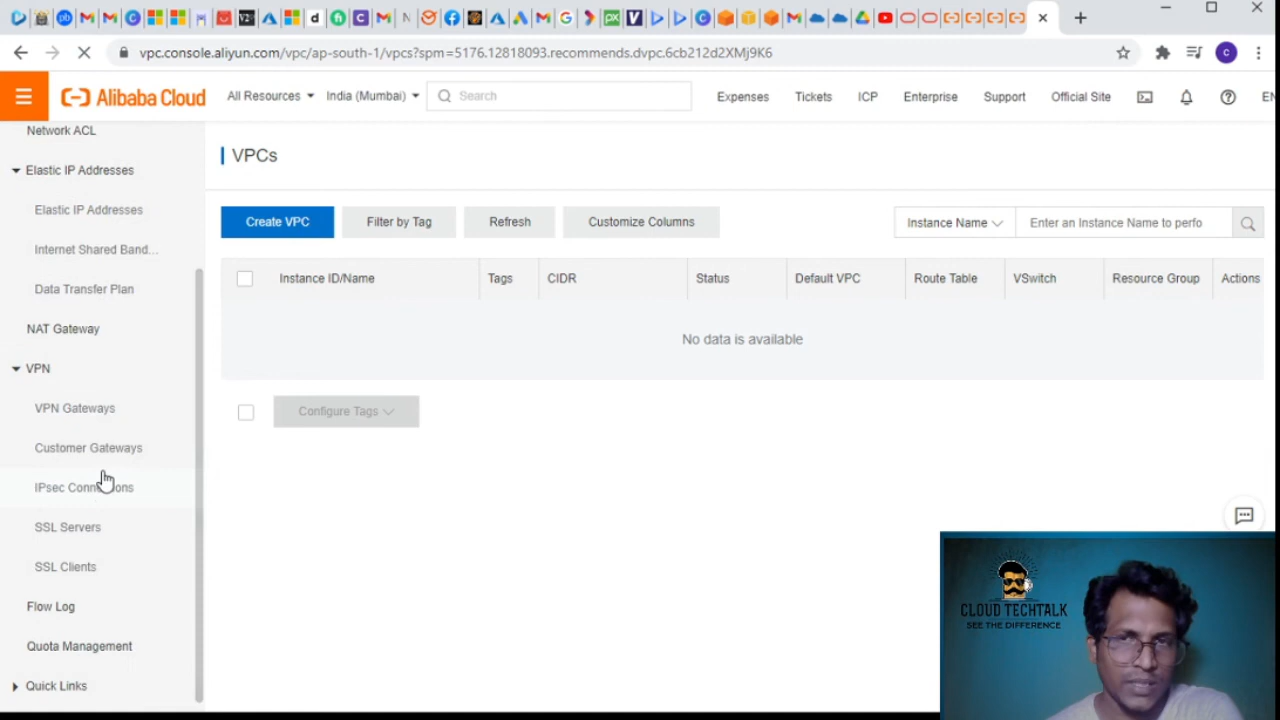 vpc.console.aliyun.com/vpc/ap-south-1/vpcs?spm=5176.12818093.recommends.dvpc.6cb212d2XMj9K6
Alibaba Cloud
All Resources
India (Mumbai)
Search
Expenses
Tickets
ICP
Enterprise
Support
Official Site
EN
Network ACL
Elastic IP Addresses
Elastic IP Addresses
Internet Shared Band...
Data Transfer Plan
NAT Gateway
VPN
VPN Gateways
Customer Gateways
IPsec Connections
SSL Servers
SSL Clients
Flow Log
Quota Management
Quick Links
VPCs
Create VPC
Filter by Tag
Refresh
Customize Columns
Instance Name
Enter an Instance Name to perfo
Instance ID/Name
Tags
CIDR
Status
Default VPC
Route Table
VSwitch
Resource Group
Actions
No data is available
Configure Tags
CLOUD TECHTALK
SEE THE DIFFERENCE